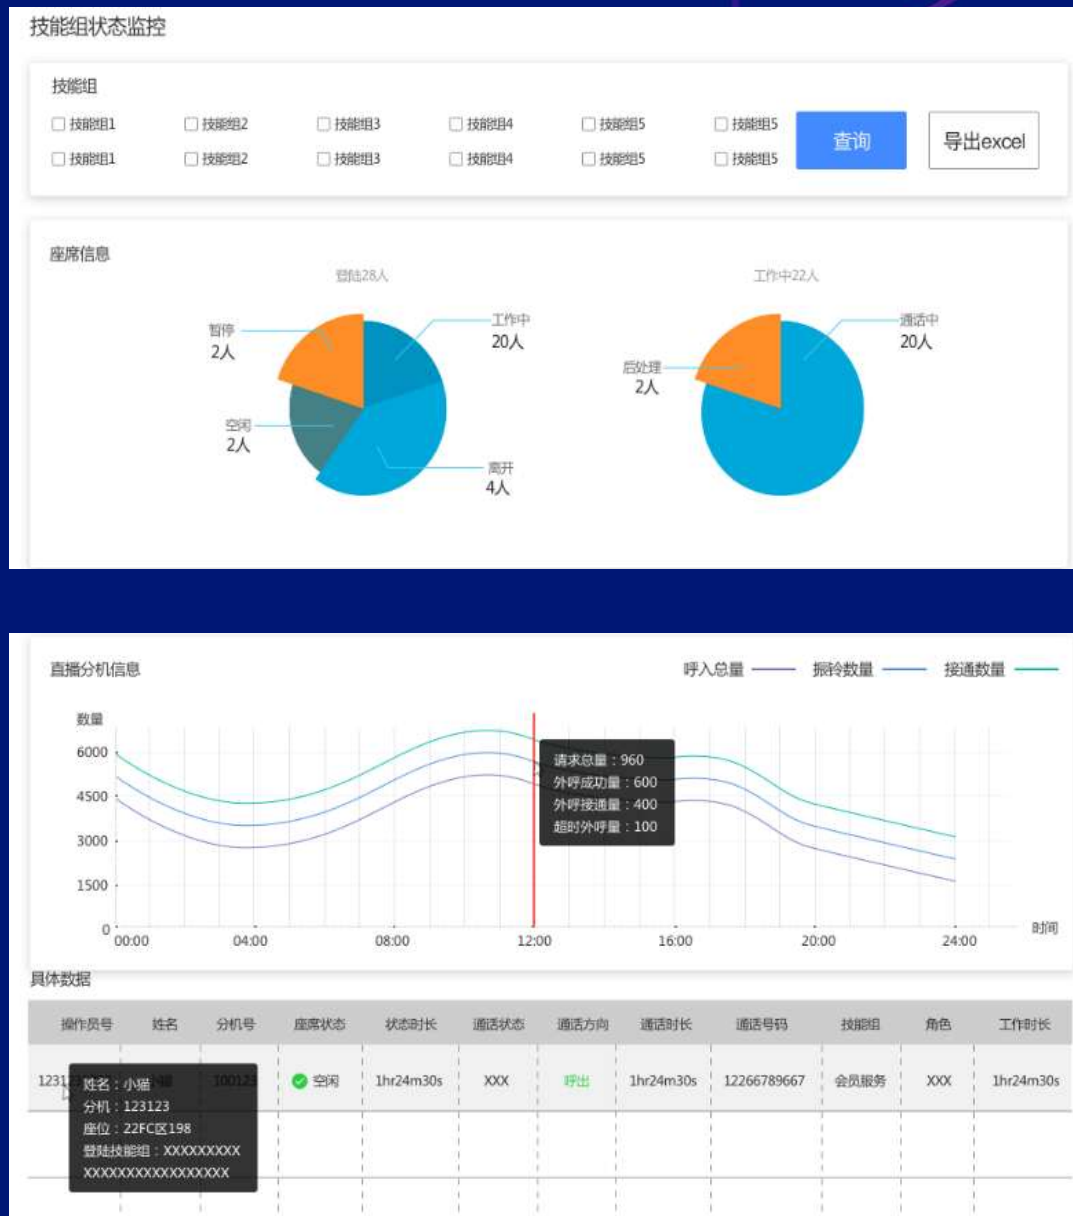 技能组状态监控
技能组
技能组1 技能组2 技能组3 技能组4 技能组5 技能组5
技能组1 技能组2 技能组3 技能组4 技能组5 技能组5
查询 导出excel
座席信息
登陆28人
暂停
2人
工作中
20人
空闲
2人
离开
4人
工作中22人
通话中
20人
后处理
2人
直播分机信息
呼入总量 振铃数量 接通数量
数量
6000
4500
3000
1500
0
00:00 04:00 08:00 12:00 16:00 20:00 24:00
时间
请求总量：960
外呼成功量：600
外呼接通量：400
超时外呼量：100
具体数据
操作员号 姓名 分机号 座席状态 状态时长 通话状态 通话方向 通话时长 通话号码 技能组 角色 工作时长
空闲 1hr24m30s XXX 呼出 1hr24m30s 12266789667 会员服务 XXX 1hr24m30s
姓名：小猫
分机：123123
座位：22FC区198
登陆技能组：XXXXXXXXX
XXXXXXXXXXXXXXXXX